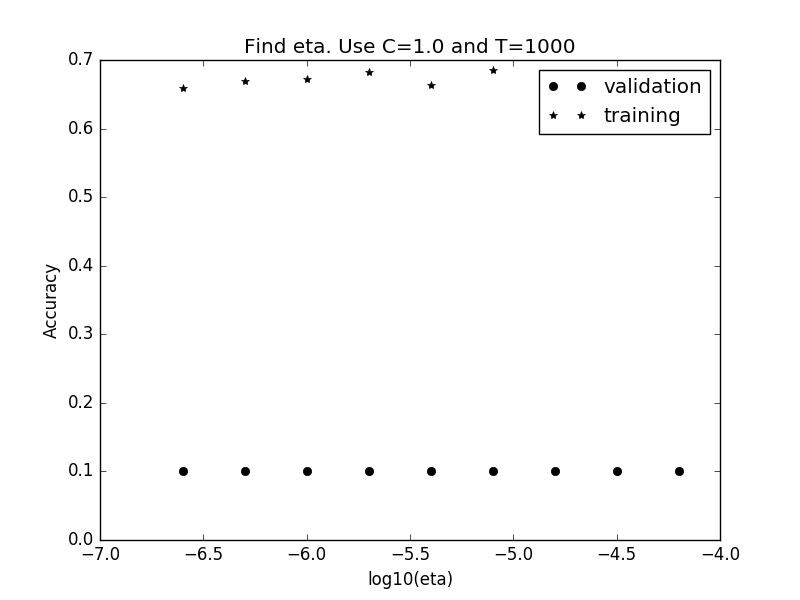 Find eta. Use C=1.0 and T=1000
0.7
0.6
0.5
0.4
0.3
0.2
0.1
0.0
Accuracy
validation
training
−7.0 −6.5 −6.0 −5.5 −5.0 −4.5 −4.0
log10(eta)